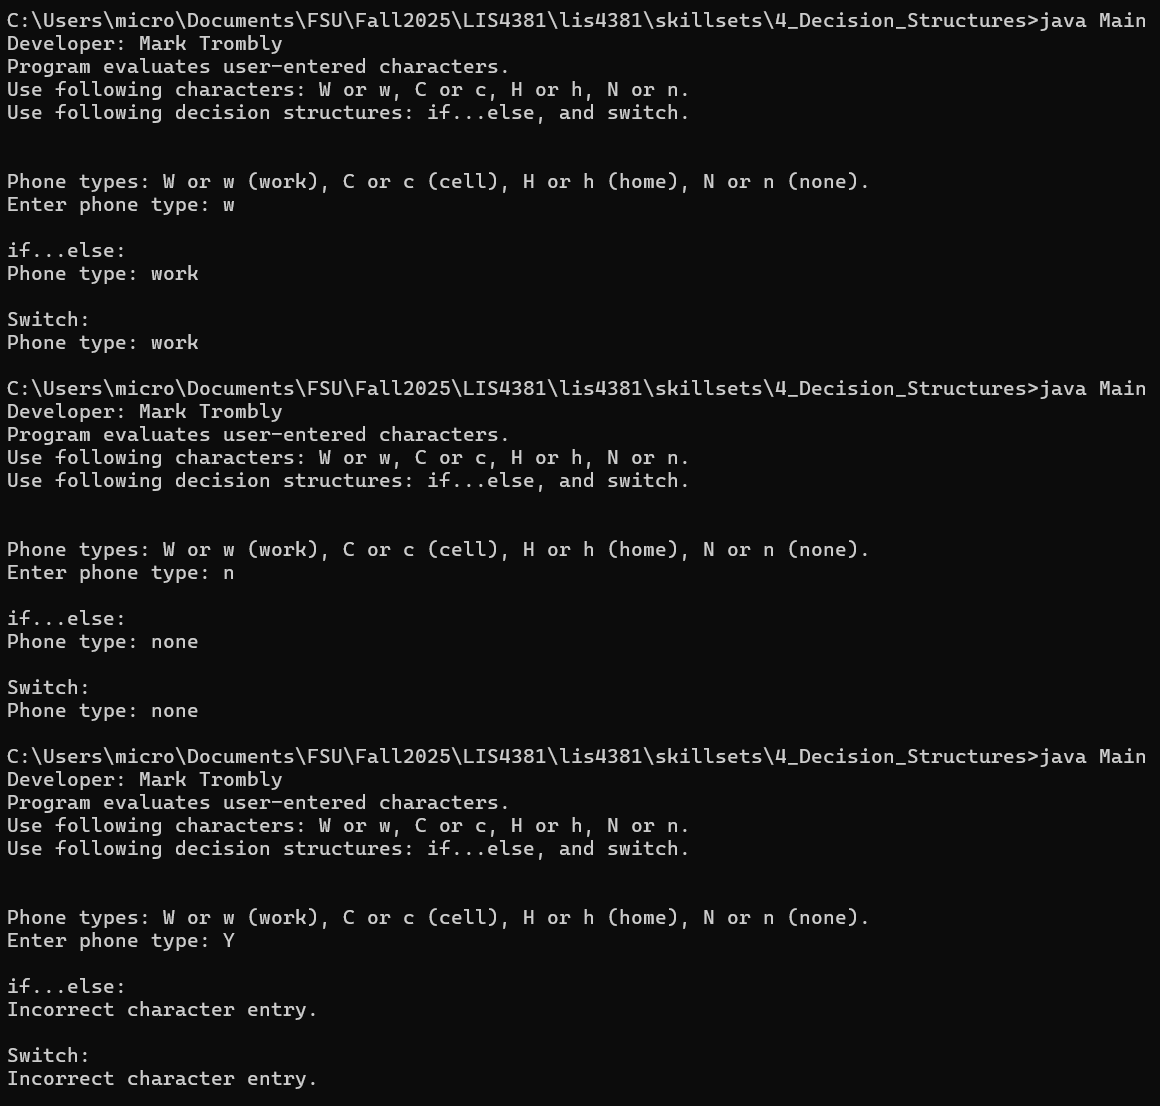 C:\Users\micro\Documents\FSU\Fall2025\LIS4381\lis4381\skillsets\4_Decision_Structures>java Main
Developer: Mark Trombly
Program evaluates user-entered characters.
Use following characters: W or w, C or c, H or h, N or n.
Use following decision structures: if...else, and switch.
Phone types: W or w (work), C or c (cell), H or h (home), N or n (none).
Enter phone type: w
if...else:
Phone type: work
Switch:
Phone type: work
C:\Users\micro\Documents\FSU\Fall2025\LIS4381\lis4381\skillsets\4_Decision_Structures>java Main
Developer: Mark Trombly
Program evaluates user-entered characters.
Use following characters: W or w, C or c, H or h, N or n.
Use following decision structures: if...else, and switch.
Phone types: W or w (work), C or c (cell), H or h (home), N or n (none).
Enter phone type: n
if...else:
Phone type: none
Switch:
Phone type: none
C:\Users\micro\Documents\FSU\Fall2025\LIS4381\lis4381\skillsets\4_Decision_Structures>java Main
Developer: Mark Trombly
Program evaluates user-entered characters.
Use following characters: W or w, C or c, H or h, N or n.
Use following decision structures: if...else, and switch.
Phone types: W or w (work), C or c (cell), H or h (home), N or n (none).
Enter phone type: Y
if...else:
Incorrect character entry.
Switch:
Incorrect character entry.